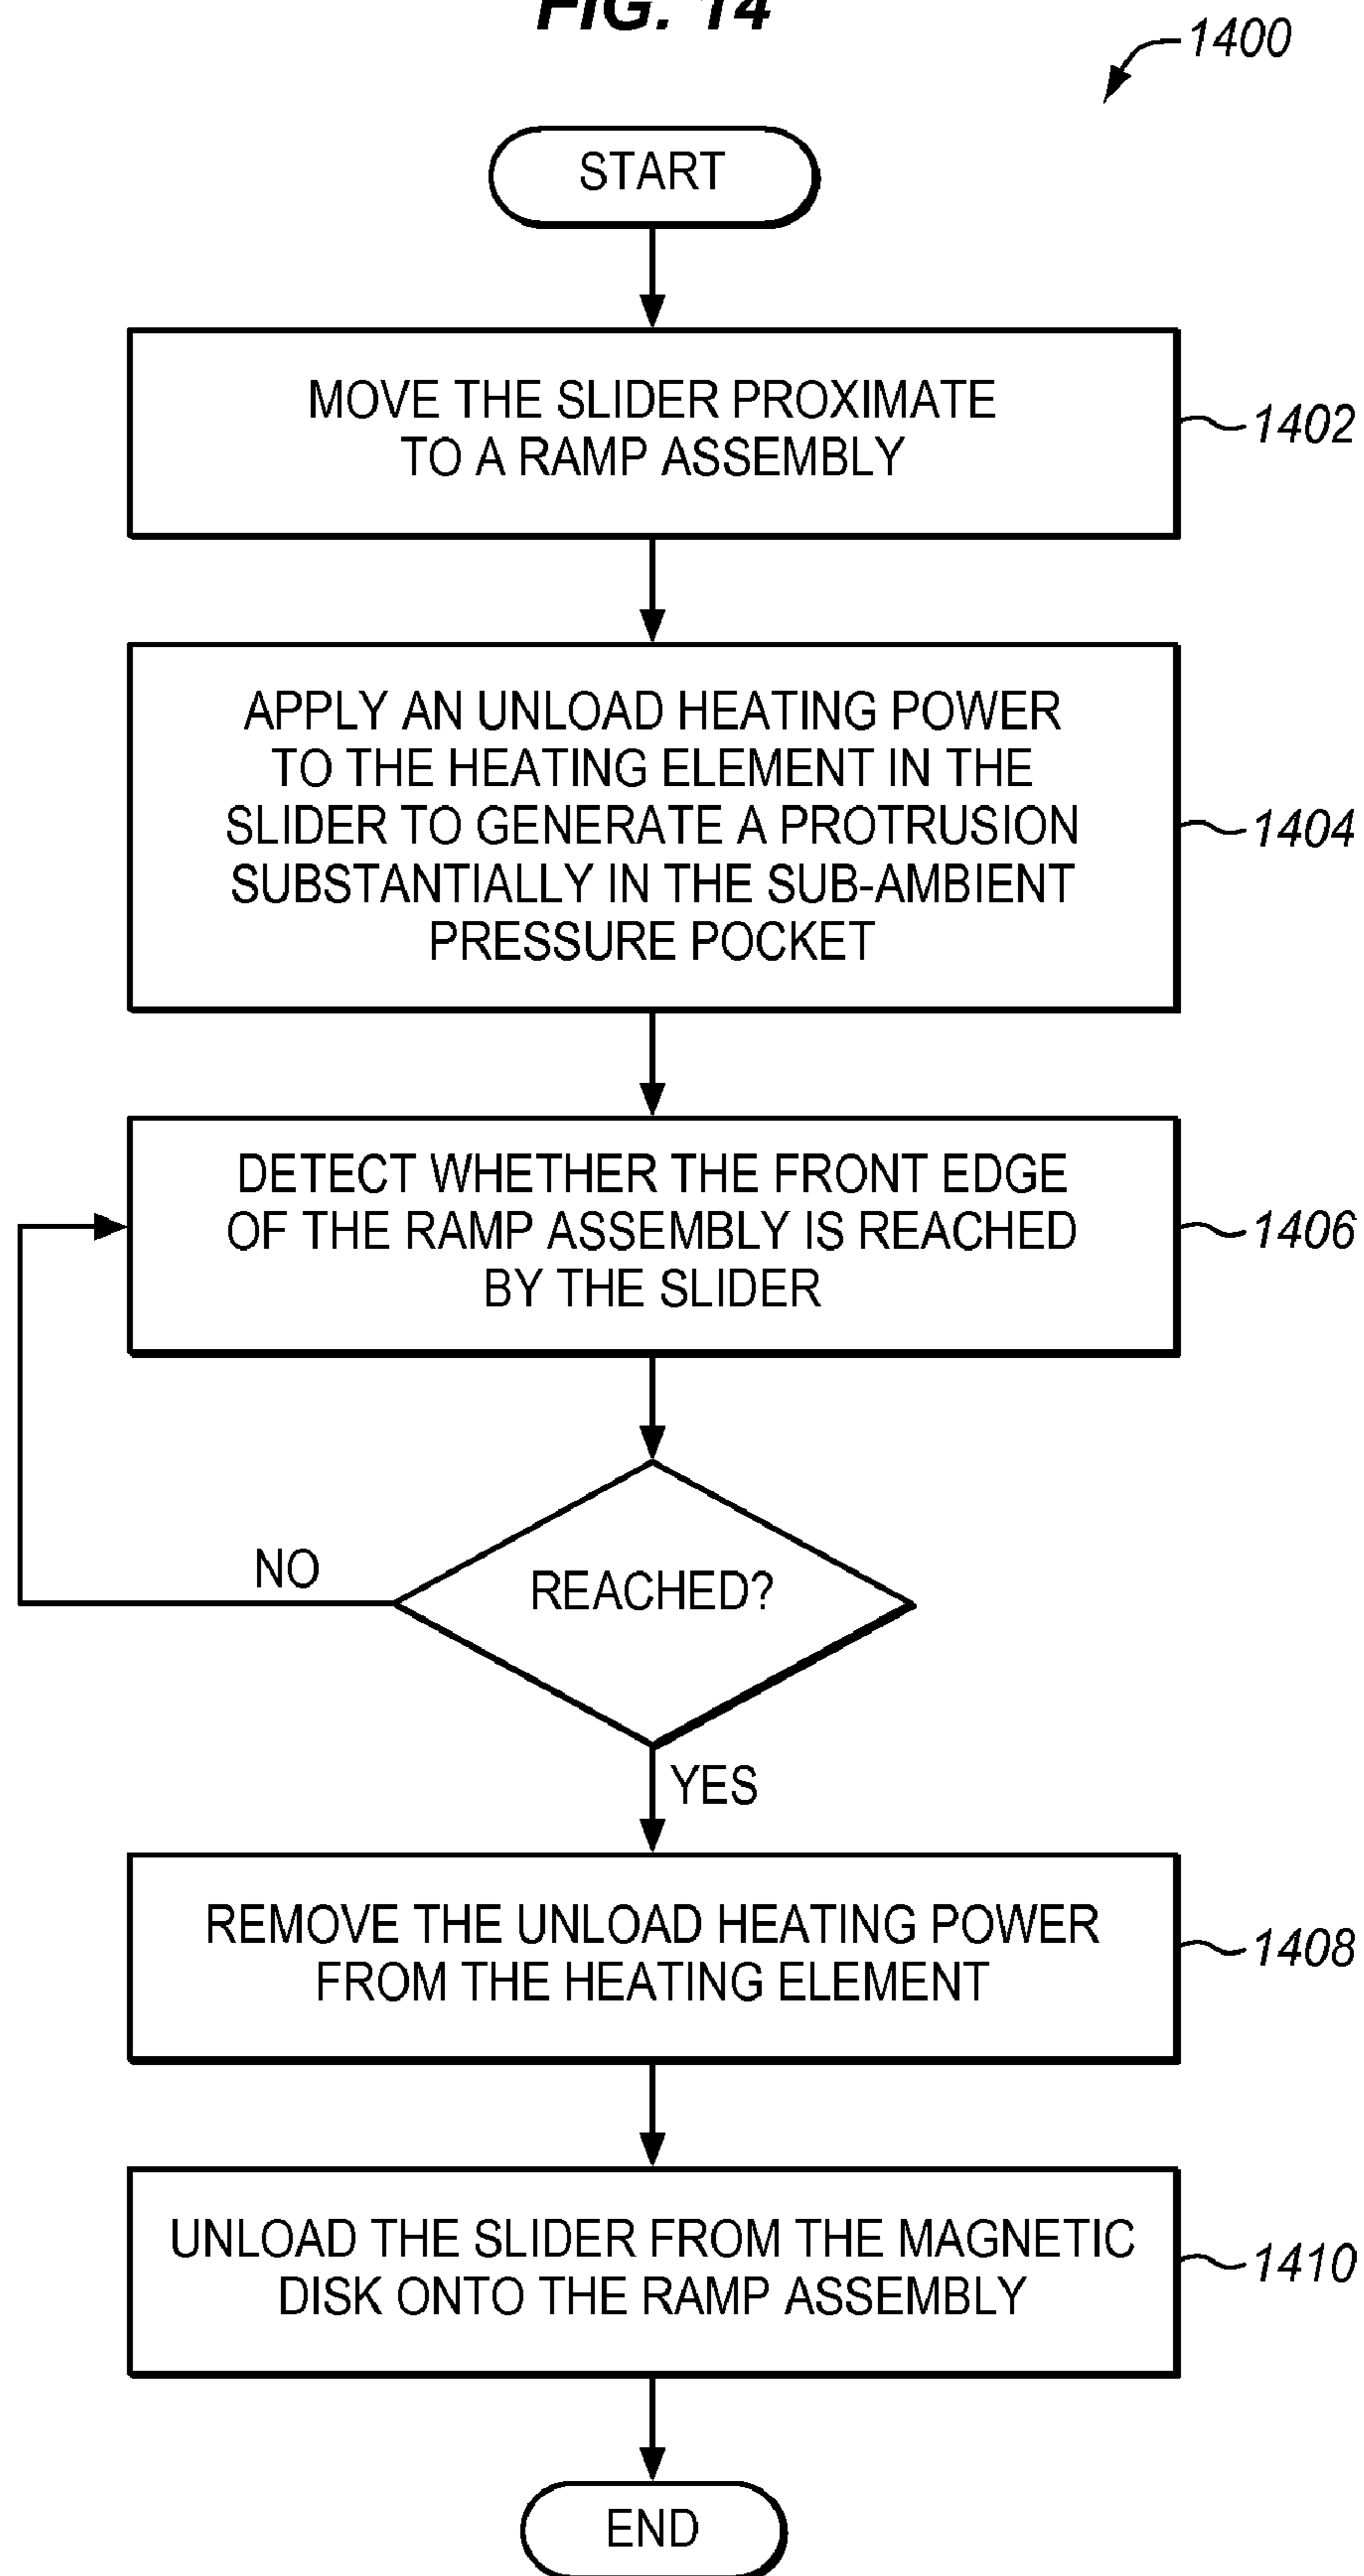 FIG. 14
1400
START
MOVE THE SLIDER PROXIMATE
TO A RAMP ASSEMBLY
1402
APPLY AN UNLOAD HEATING POWER
TO THE HEATING ELEMENT IN THE
SLIDER TO GENERATE A PROTRUSION
SUBSTANTIALLY IN THE SUB-AMBIENT
PRESSURE POCKET
1404
DETECT WHETHER THE FRONT EDGE
OF THE RAMP ASSEMBLY IS REACHED
BY THE SLIDER
1406
NO
REACHED?
YES
REMOVE THE UNLOAD HEATING POWER
FROM THE HEATING ELEMENT
1408
UNLOAD THE SLIDER FROM THE MAGNETIC
DISK ONTO THE RAMP ASSEMBLY
1410
END